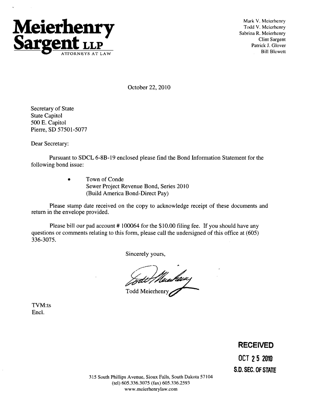 Meierhenry
Sargent LLP
ATTORNEYS AT LAW
Mark V. Meierhenry
Todd V. Meierhenry
Sabrina R. Meierhenry
Clint Sargent
Patrick J. Glover
Bill Blewett
October 22, 2010
Secretary of State
State Capitol
500 E. Capitol
Pierre, SD 57501-5077
Dear Secretary:
Pursuant to SDCL 6-8B-19 enclosed please find the Bond Information Statement for the
following bond issue:
• Town of Conde
Sewer Project Revenue Bond, Series 2010
(Build America Bond-Direct Pay)
Please stamp date received on the copy to acknowledge receipt of these documents and
return in the envelope provided.
Please bill our pad account # 100064 for the $10.00 filing fee. If you should have any
questions or comments relating to this form, please call the undersigned of this office at (605)
336-3075.
Sincerely yours,
Todd Meierhenry
Todd Meierhenry
TVM:ts
Encl.
RECEIVED
OCT 25 2010
S.D. SEC. OF STATE
315 South Phillips Avenue, Sioux Falls, South Dakota 57104
(tel) 605.336.3075 (fax) 605.336.2593
www.meierhenrylaw.com